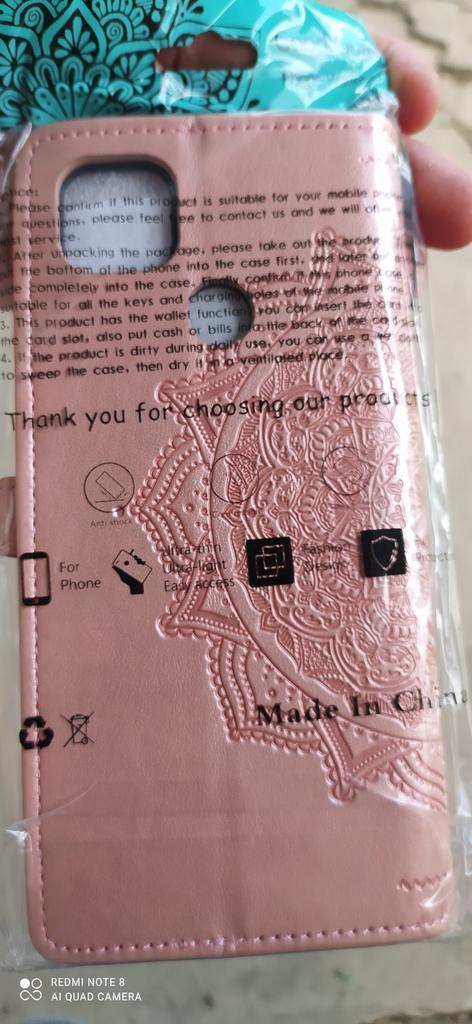 Notice:
Please confirm if this product is suitable for your mobile phone
questions, please feel free to contact us and we will
est service.
After unpacking the package, please take out the product
out the bottom of the phone into the case first, and later
completely into the case. Finally confirm if this phone case
suitable for all the keys and charging holes of the mobile phone
3. This product has the wallet function, you can insert the card into
the card slot, also put cash or bills into the back of the card slot
4. If the product is dirty during daily use, you can use a
to sweep the case, then dry it in a ventilated place.
Thank you for choosing our products
Anti shock
For
Phone
Ultra-thin
Ultra-light
Easy Access
Fashion
Design
Made In China
REDMI NOTE 8
AI QUAD CAMERA